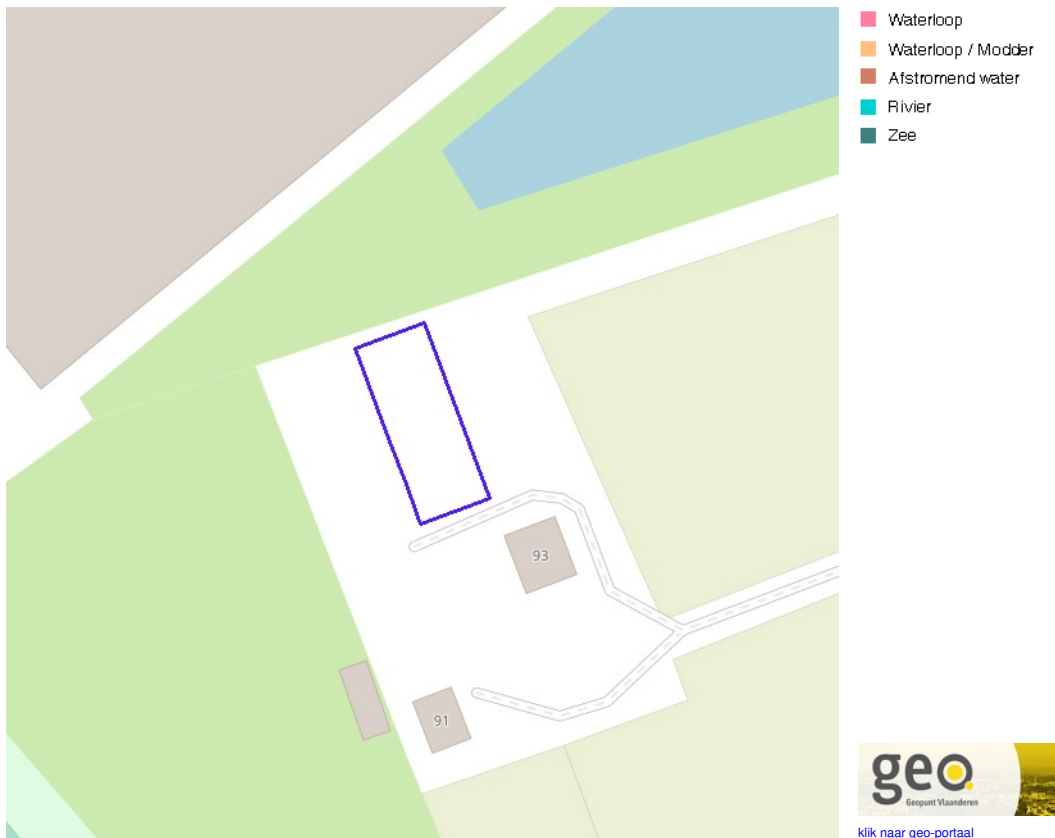 Waterloop
Waterloop / Modder
Afstromend water
Rivier
Zee
93
91
geo.
Geopunt Vlaanderen
klik naar geo-portaal